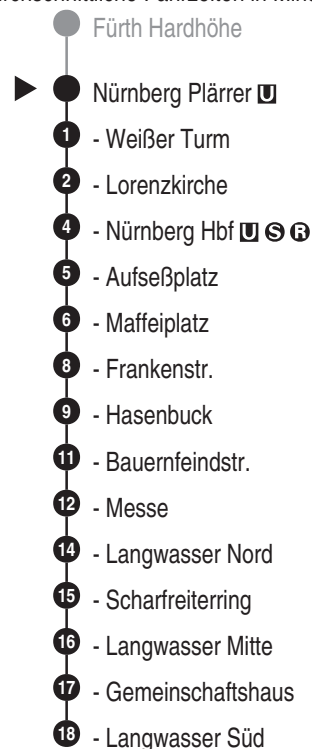 Fürth Hardhöhe
Nürnberg Plärrer U
1 - Weißer Turm
2 - Lorenzkirche
4 - Nürnberg Hbf U S R
5 - Aufseßplatz
6 - Maffeiplatz
8 - Frankenstr.
9 - Hasenbuck
11 - Bauernfeindstr.
12 - Messe
14 - Langwasser Nord
15 - Scharfreiterring
16 - Langwasser Mitte
17 - Gemeinschaftshaus
18 - Langwasser Süd